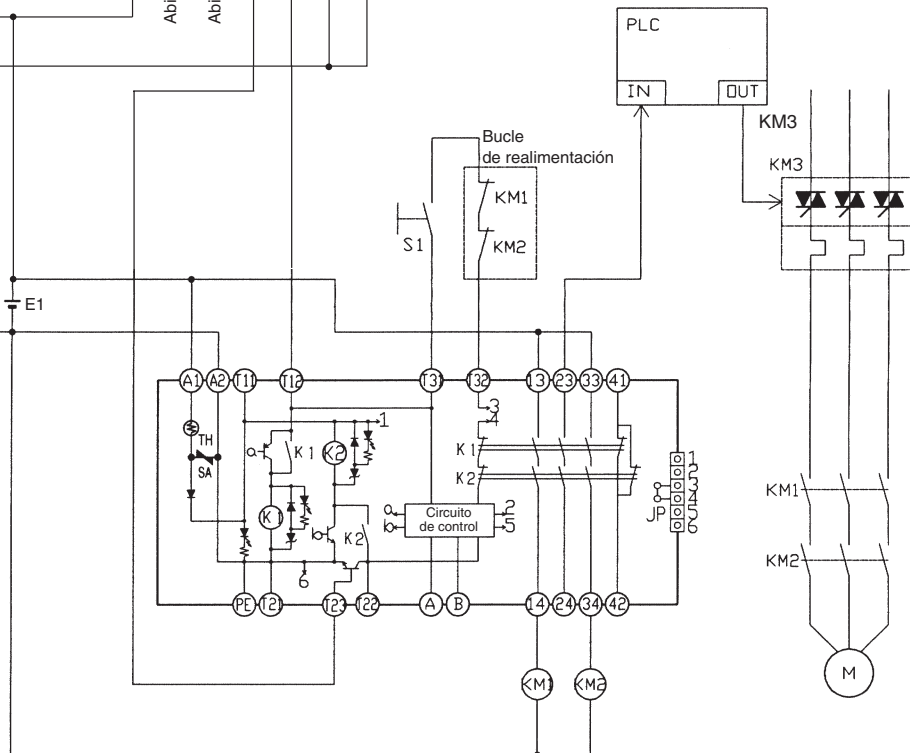 Abi
Abi
PLC
IN
OUT
KM3
KM3
Bucle
de realimentación
KM1
KM2
S1
E1
A1
A2
T11
T12
T31
T32
13
23
33
41
TH
SA
a
K1
K2
1
3
4
K1
K2
K1
b
K2
a
b
Circuito
de control
2
5
6
1
2
3
4
5
6
JP
KM1
KM2
PE
T21
T23
T22
A
B
14
24
34
42
KM1
KM2
M